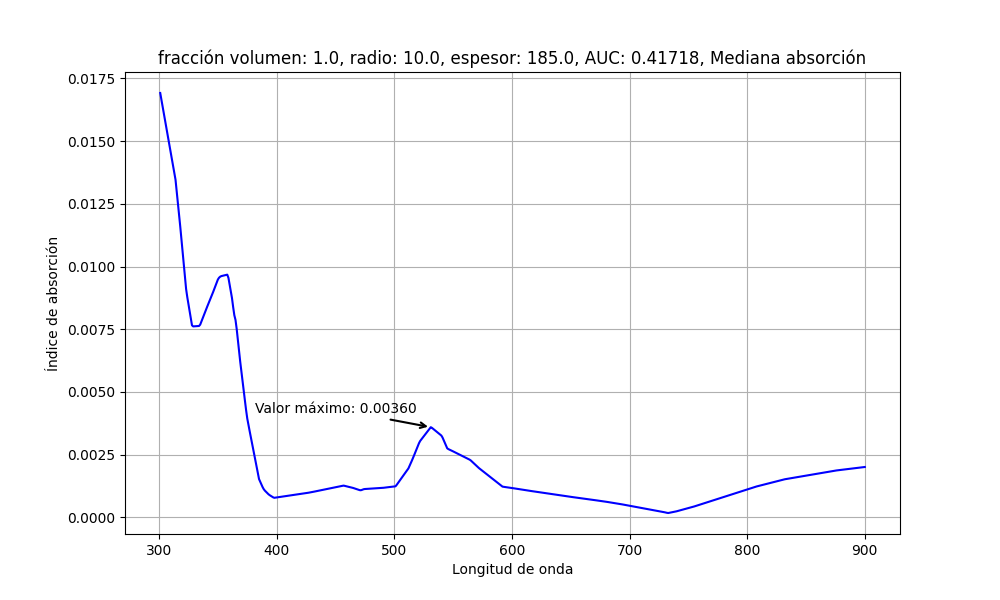 fracción volumen: 1.0, radio: 10.0, espesor: 185.0, AUC: 0.41718, Mediana absorción
Índice de absorción
0.0175
0.0150
0.0125
0.0100
0.0075
0.0050
0.0025
0.0000
Valor máximo: 0.00360
300 400 500 600 700 800 900
Longitud de onda